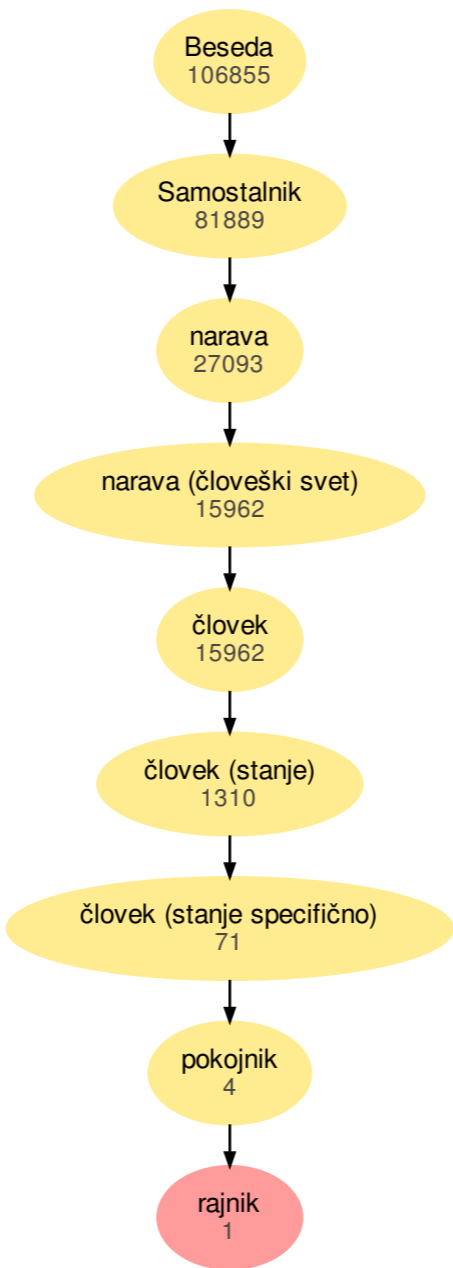 Beseda
106855
Samostalnik
81889
narava
27093
narava (človeški svet)
15962
človek
15962
človek (stanje)
1310
človek (stanje specifično)
71
pokojnik
4
rajnik
1